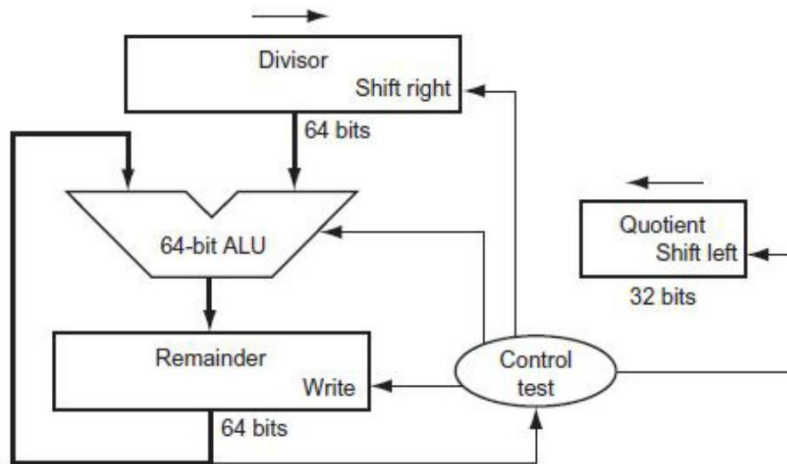 Divisor
Shift right
64 bits
64-bit ALU
Quotient
Shift left
32 bits
Remainder
Write
64 bits
Control
test